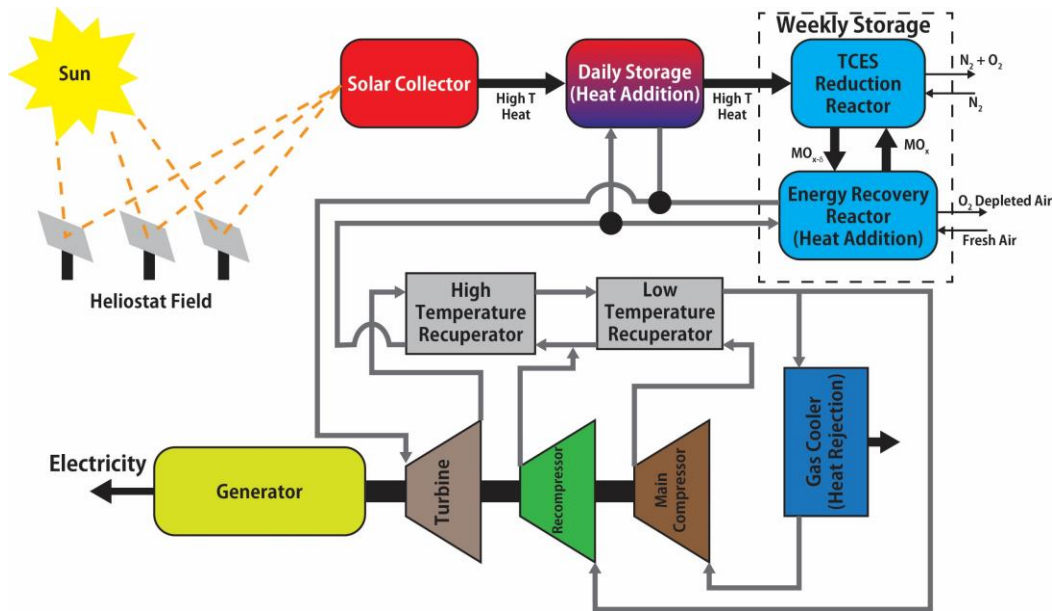 Weekly Storage
Sun
Solar Collector
High T
Heat
Daily Storage
(Heat Addition)
High T
Heat
TCES
Reduction
Reactor
N₂ + O₂
N₂
MOₓ₋δ
MOₓ
Energy Recovery
Reactor
(Heat Addition)
O₂ Depleted Air
Fresh Air
Heliostat Field
High
Temperature
Recuperator
Low
Temperature
Recuperator
Gas Cooler
(Heat Rejection)
Electricity
Generator
Turbine
Recompressor
Main
Compressor